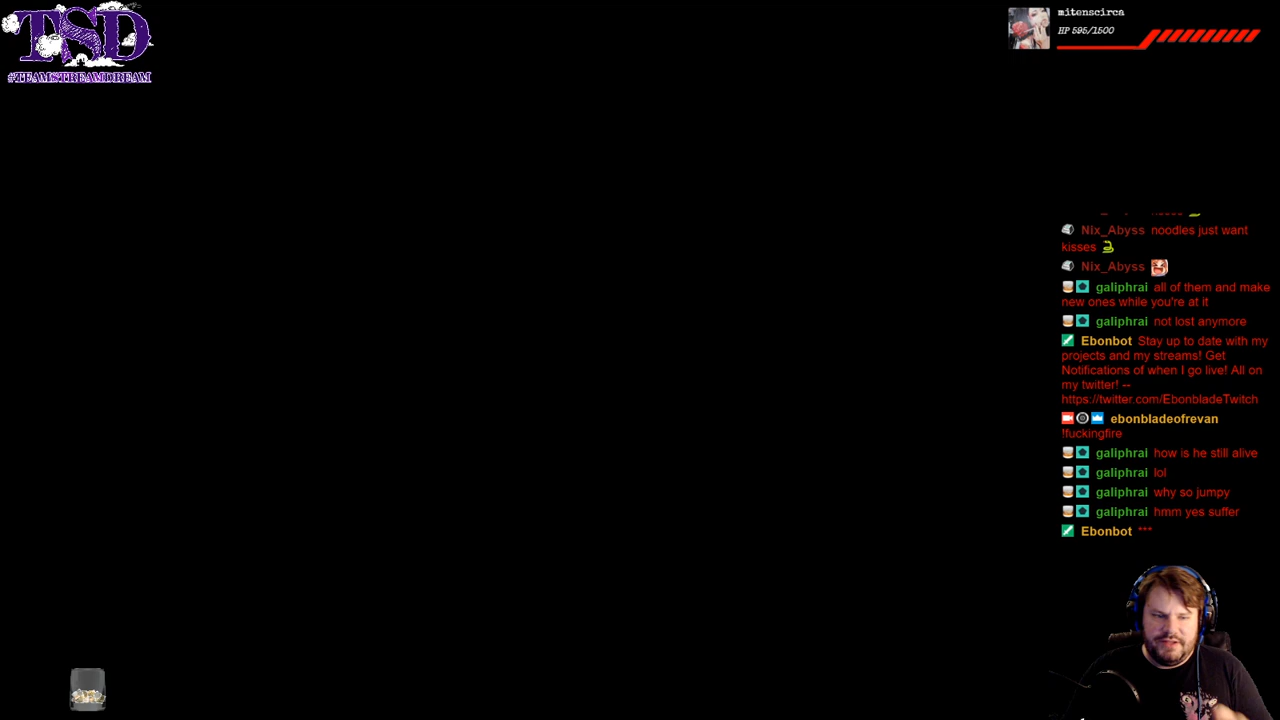 TSD
#TEAMSTREAMDREAM
mitenscirca
HP 595/1500
Nix_Abyss noodles just want
kisses
Nix_Abyss
galiphrai all of them and make
new ones while you're at it
galiphrai not lost anymore
Ebonbot Stay up to date with my
projects and my streams! Get
Notifications of when I go live! All on
my twitter! --
https://twitter.com/EbonbladeTwitch
ebonbladeofrevan
!fuckingfire
galiphrai how is he still alive
galiphrai lol
galiphrai why so jumpy
galiphrai hmm yes suffer
Ebonbot ***